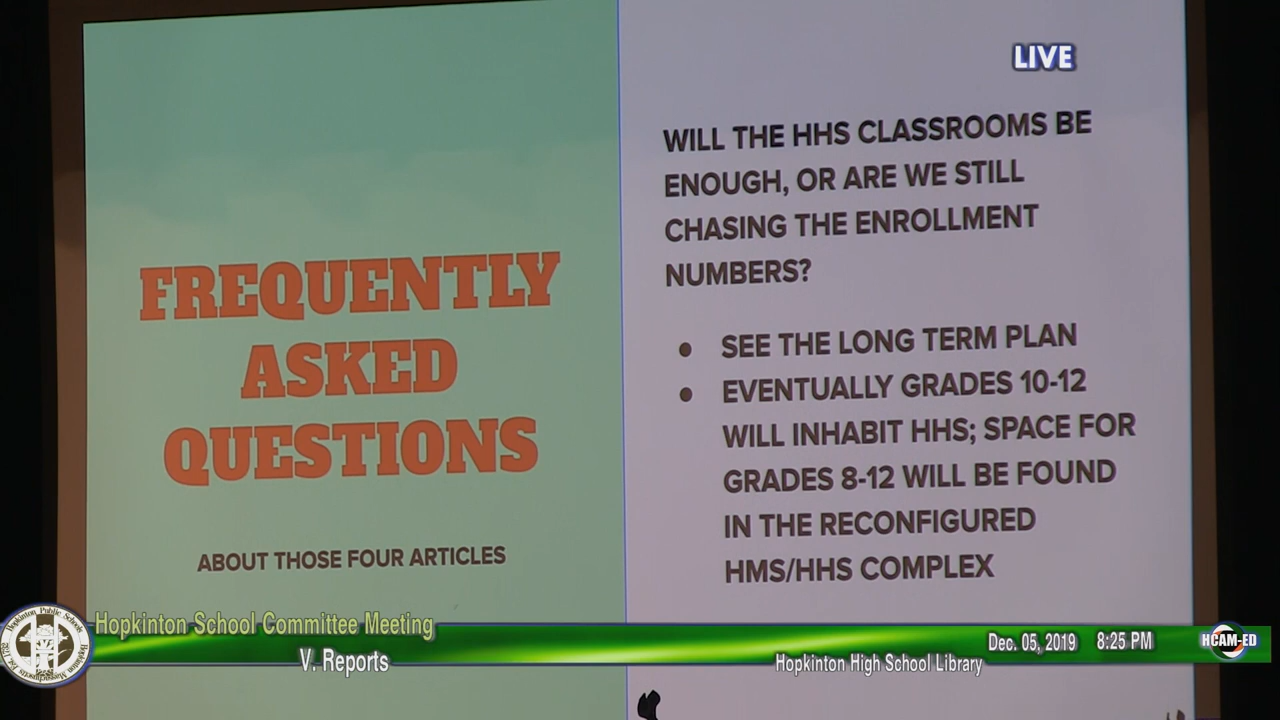 LIVE
FREQUENTLY
ASKED
QUESTIONS
ABOUT THOSE FOUR ARTICLES
WILL THE HHS CLASSROOMS BE
ENOUGH, OR ARE WE STILL
CHASING THE ENROLLMENT
NUMBERS?
• SEE THE LONG TERM PLAN
• EVENTUALLY GRADES 10-12
WILL INHABIT HHS; SPACE FOR
GRADES 8-12 WILL BE FOUND
IN THE RECONFIGURED
HMS/HHS COMPLEX
Hopkinton Public Schools
Hopkinton School Committee Meeting
V. Reports
Dec. 05, 2019 8:25 PM
Hopkinton High School Library
HCAM-ED